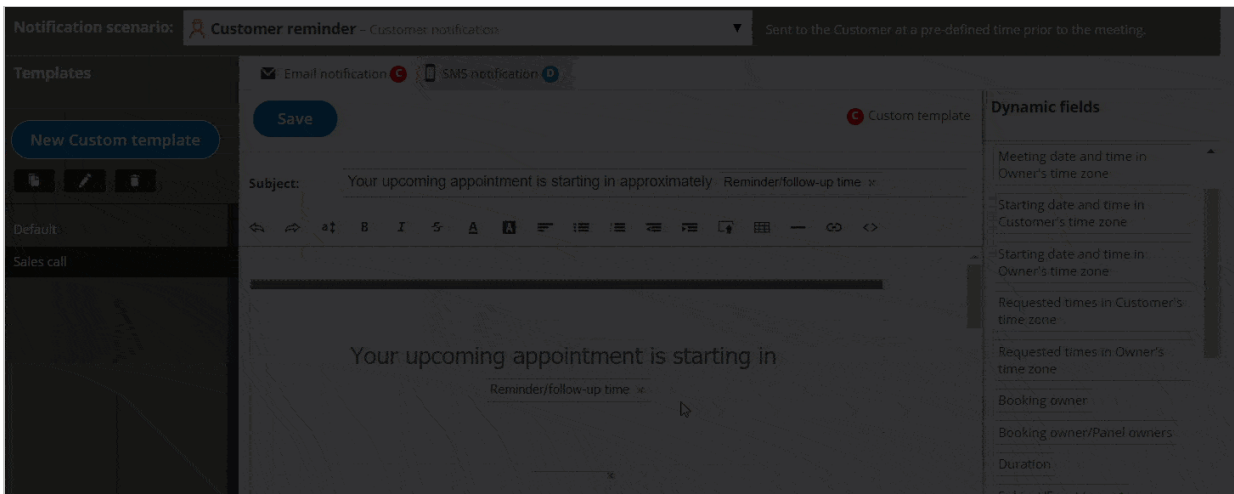 Notification scenario: Customer reminder – Customer notification Sent to the Customer at a pre-defined time prior to the meeting.
Templates
Email notification C SMS notification D
New Custom template
Save
C Custom template
Subject: Your upcoming appointment is starting in approximately Reminder/follow-up time ×
Default
Sales call
B I S A A
Your upcoming appointment is starting in
Reminder/follow-up time ×
Dynamic fields
Meeting date and time in
Owner's time zone
Starting date and time in
Customer's time zone
Starting date and time in
Owner's time zone
Requested times in Customer's
time zone
Requested times in Owner's
time zone
Booking owner
Booking owner/Panel owners
Duration